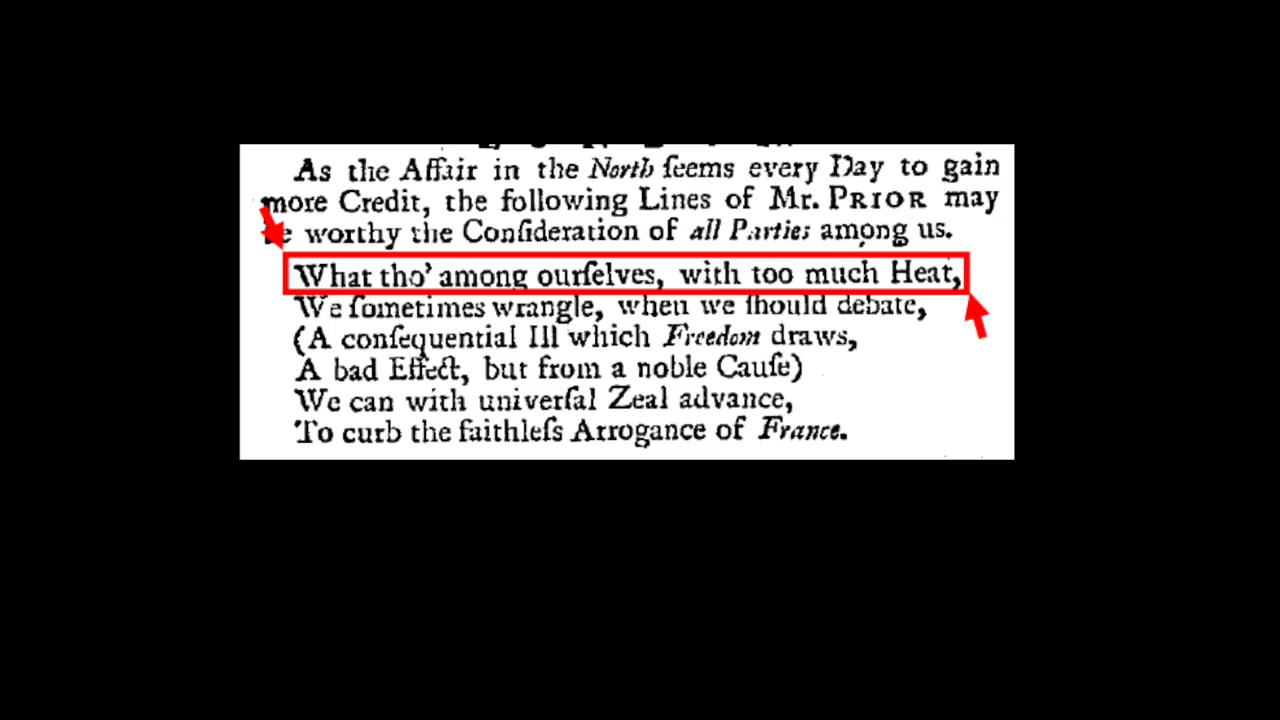 As the Affair in the North ſeems every Day to gain
more Credit, the following Lines of Mr. PRIOR may
be worthy the Conſideration of all Parties among us.
What tho' among ourſelves, with too much Heat,
We ſometimes wrangle, when we ſhould debate,
(A conſequential Ill which Freedom draws,
A bad Effect, but from a noble Cauſe)
We can with univerſal Zeal advance,
To curb the faithleſs Arrogance of France.